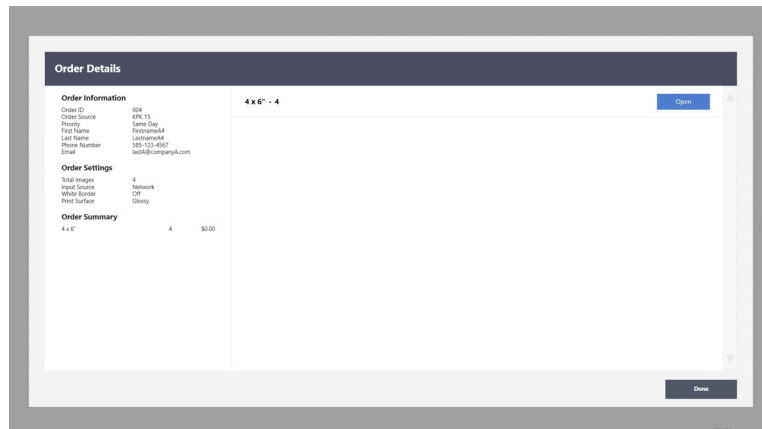 Order Details
Order Information
Order ID 004
Order Source KPK 15
Priority Same Day
First Name FirstnameA4
Last Name LastnameA4
Phone Number 585-123-4567
Email lastA@companyA.com
Order Settings
Total Images 4
Input Source Network
White Border Off
Print Surface Glossy
Order Summary
4 x 6" 4 $0.00
4 x 6" - 4 Open
Done